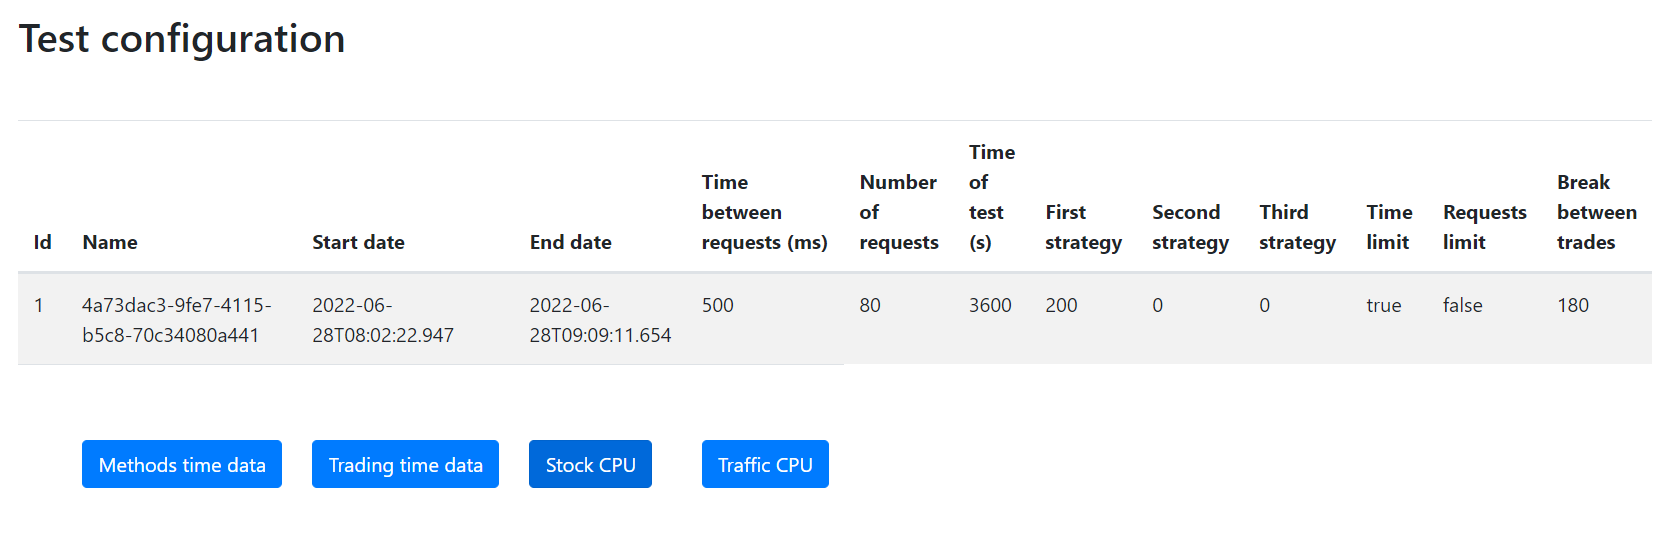 Test configuration
Id Name Start date End date Time between requests (ms) Number of requests Time of test (s) First strategy Second strategy Third strategy Time limit Requests limit Break between trades
1 4a73dac3-9fe7-4115-b5c8-70c34080a441 2022-06-28T08:02:22.947 2022-06-28T09:09:11.654 500 80 3600 200 0 0 true false 180
Methods time data Trading time data Stock CPU Traffic CPU